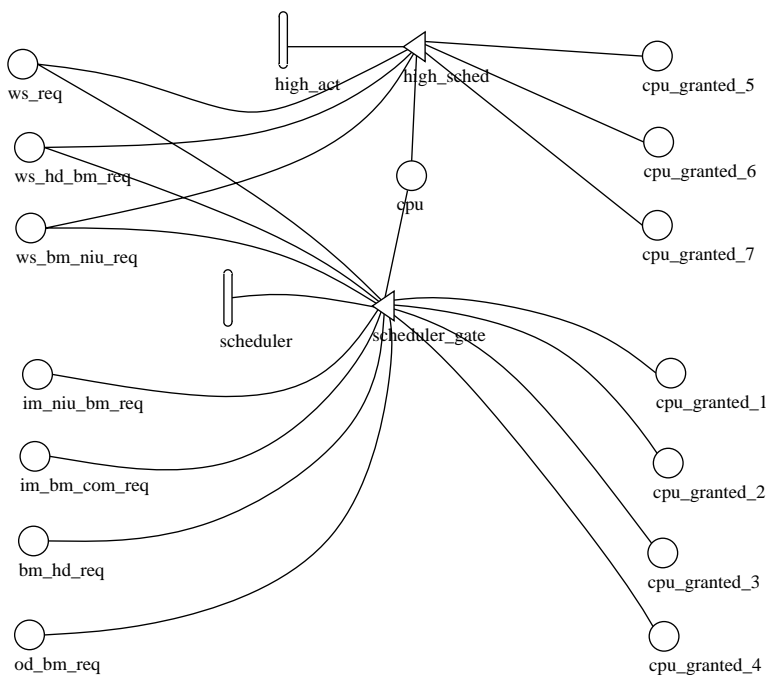 high_act
high_sched
cpu_granted_5
ws_req
cpu_granted_6
ws_hd_bm_req
cpu
cpu_granted_7
ws_bm_niu_req
scheduler
scheduler_gate
im_niu_bm_req
cpu_granted_1
im_bm_com_req
cpu_granted_2
bm_hd_req
cpu_granted_3
od_bm_req
cpu_granted_4